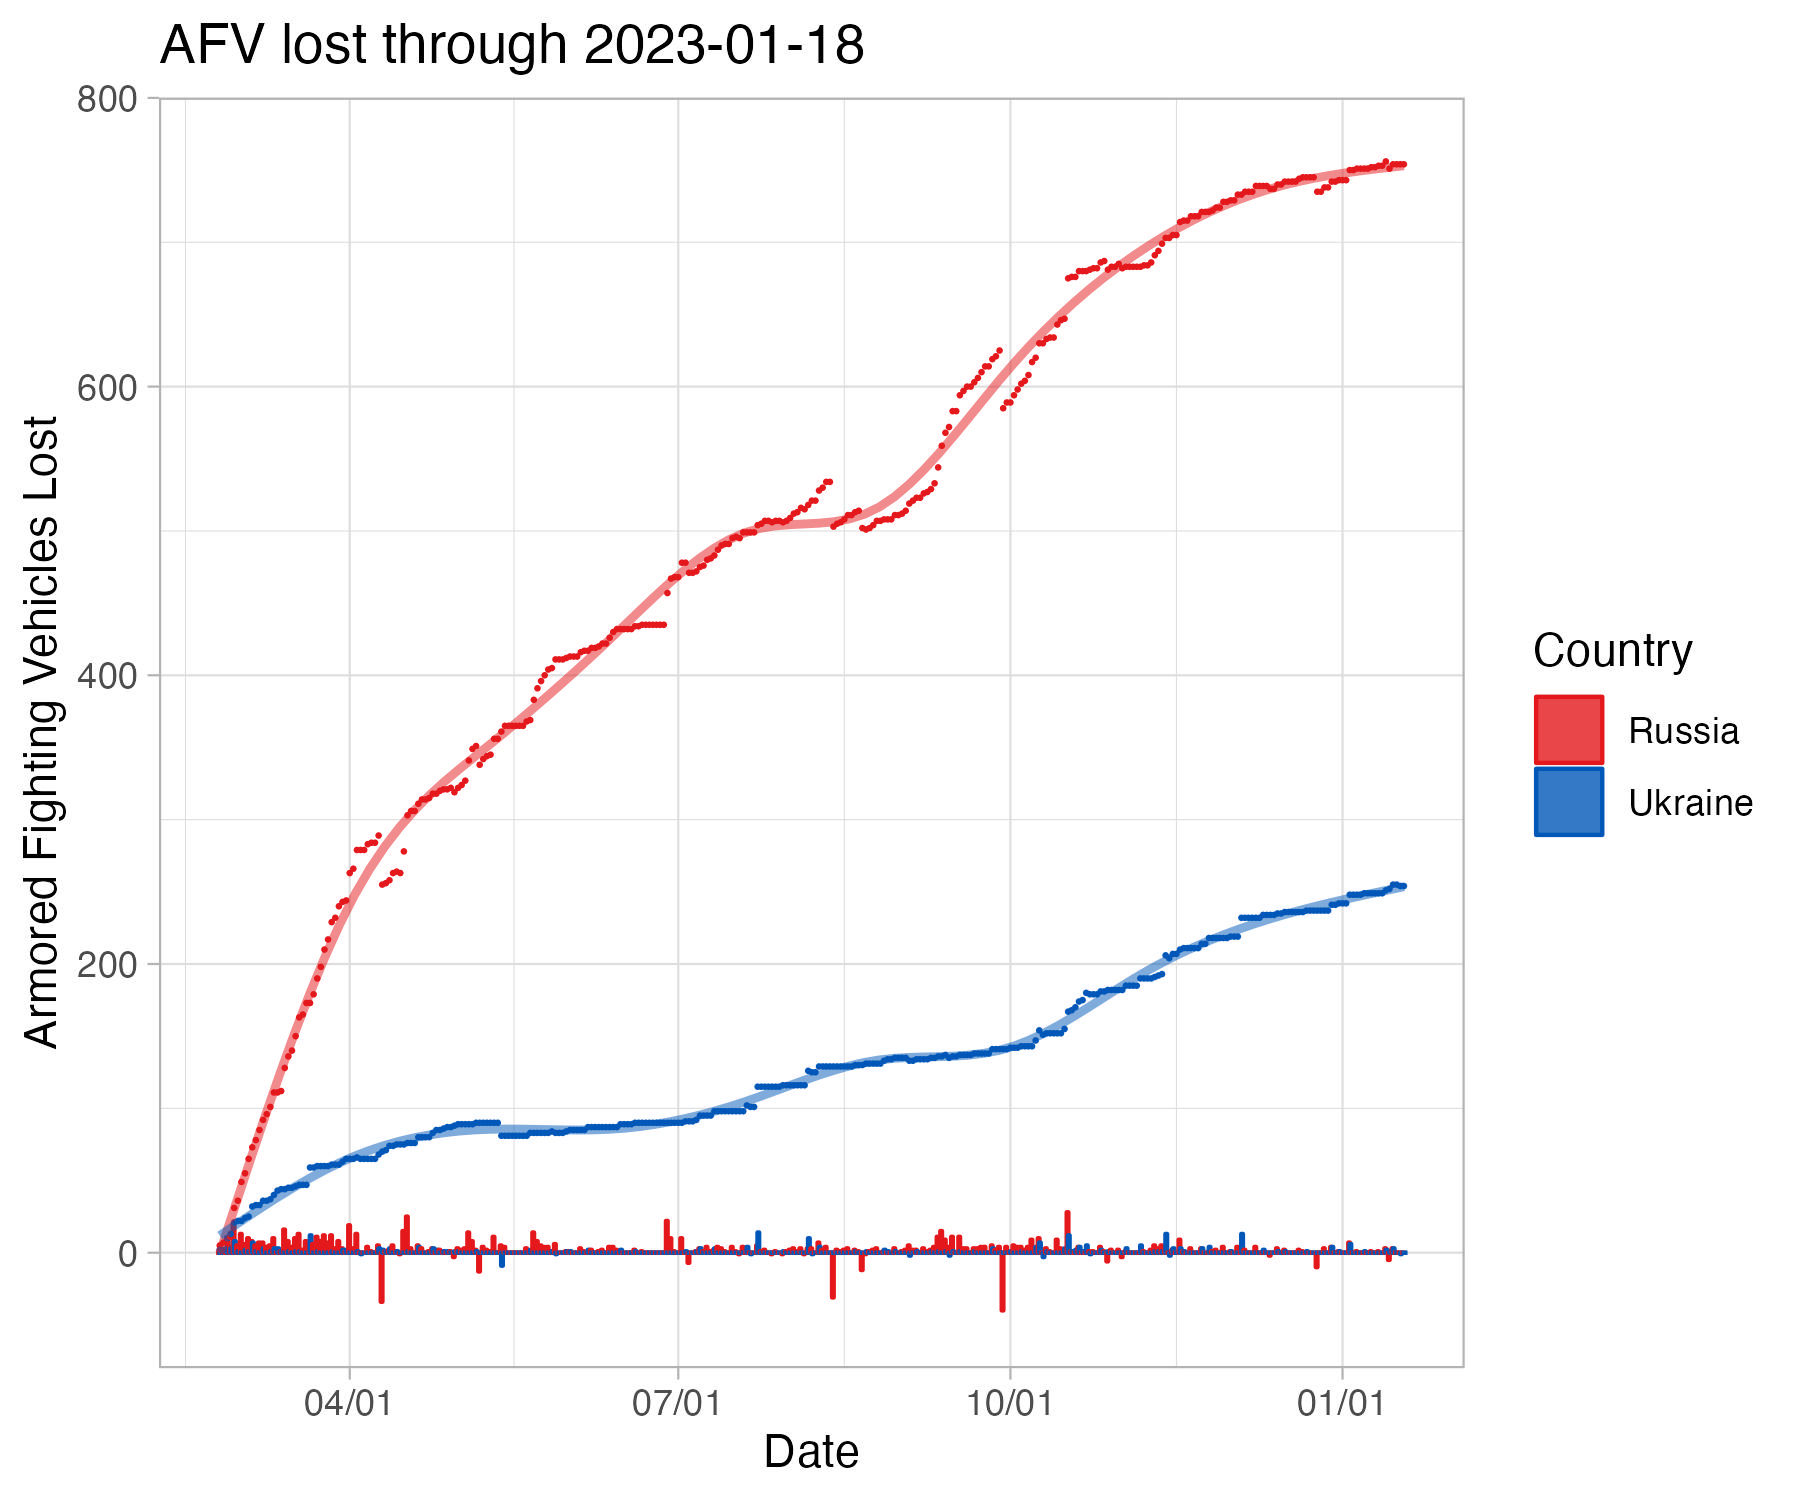 AFV lost through 2023-01-18
Armored Fighting Vehicles Lost
800
600
400
200
0
04/01
07/01
10/01
01/01
Date
Country
Russia
Ukraine